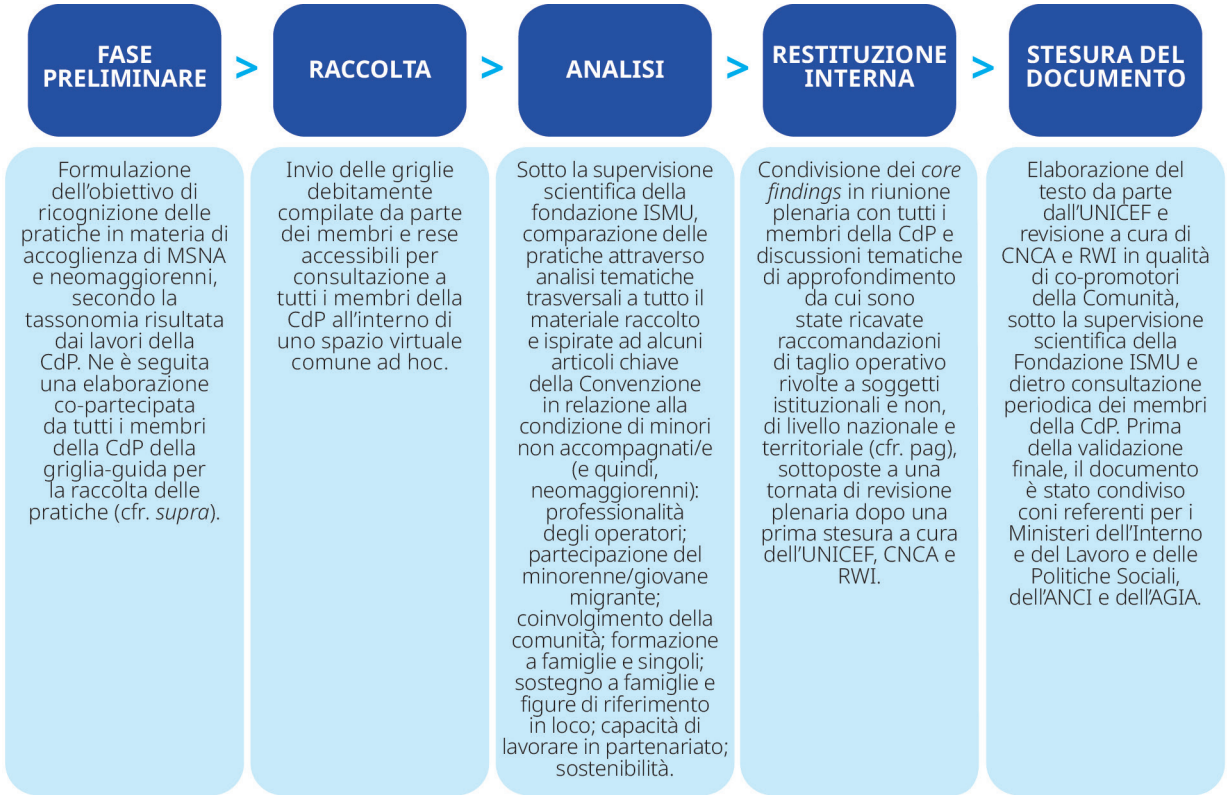 FASE
PRELIMINARE
>
RACCOLTA
>
ANALISI
>
RESTITUZIONE
INTERNA
>
STESURA DEL
DOCUMENTO
Formulazione
dell’obiettivo di
ricognizione delle
pratiche in materia di
accoglienza di MSNA
e neomaggiorenni,
secondo la
tassonomia risultata
dai lavori della
CdP. Ne è seguita
una elaborazione
co-partecipata
da tutti i membri
della CdP della
griglia-guida per
la raccolta delle
pratiche (cfr. supra).
Invio delle griglie
debitamente
compilate da parte
dei membri e rese
accessibili per
consultazione a
tutti i membri della
CdP all’interno di
uno spazio virtuale
comune ad hoc.
Sotto la supervisione
scientifica della
fondazione ISMU,
comparazione delle
pratiche attraverso
analisi tematiche
trasversali a tutto il
materiale raccolto
e ispirate ad alcuni
articoli chiave
della Convenzione
in relazione alla
condizione di minori
non accompagnati/e
(e quindi,
neomaggiorenni):
professionalità
degli operatori;
partecipazione del
minorenne/giovane
migrante;
coinvolgimento della
comunità; formazione
a famiglie e singoli;
sostegno a famiglie e
figure di riferimento
in loco; capacità di
lavorare in partenariato;
sostenibilità.
Condivisione dei core
findings in riunione
plenaria con tutti i
membri della CdP e
discussioni tematiche
di approfondimento
da cui sono
state ricavate
raccomandazioni
di taglio operativo
rivolte a soggetti
istituzionali e non,
di livello nazionale e
territoriale (cfr. pag),
sottoposte a una
tornata di revisione
plenaria dopo una
prima stesura a cura
dell’UNICEF, CNCA e
RWI.
Elaborazione del
testo da parte
dall’UNICEF e
revisione a cura di
CNCA e RWI in qualità
di co-promotori
della Comunità,
sotto la supervisione
scientifica della
Fondazione ISMU e
dietro consultazione
periodica dei membri
della CdP. Prima
della validazione
finale, il documento
è stato condiviso
coni referenti per i
Ministeri dell’Interno
e del Lavoro e delle
Politiche Sociali,
dell’ANCI e dell’AGIA.